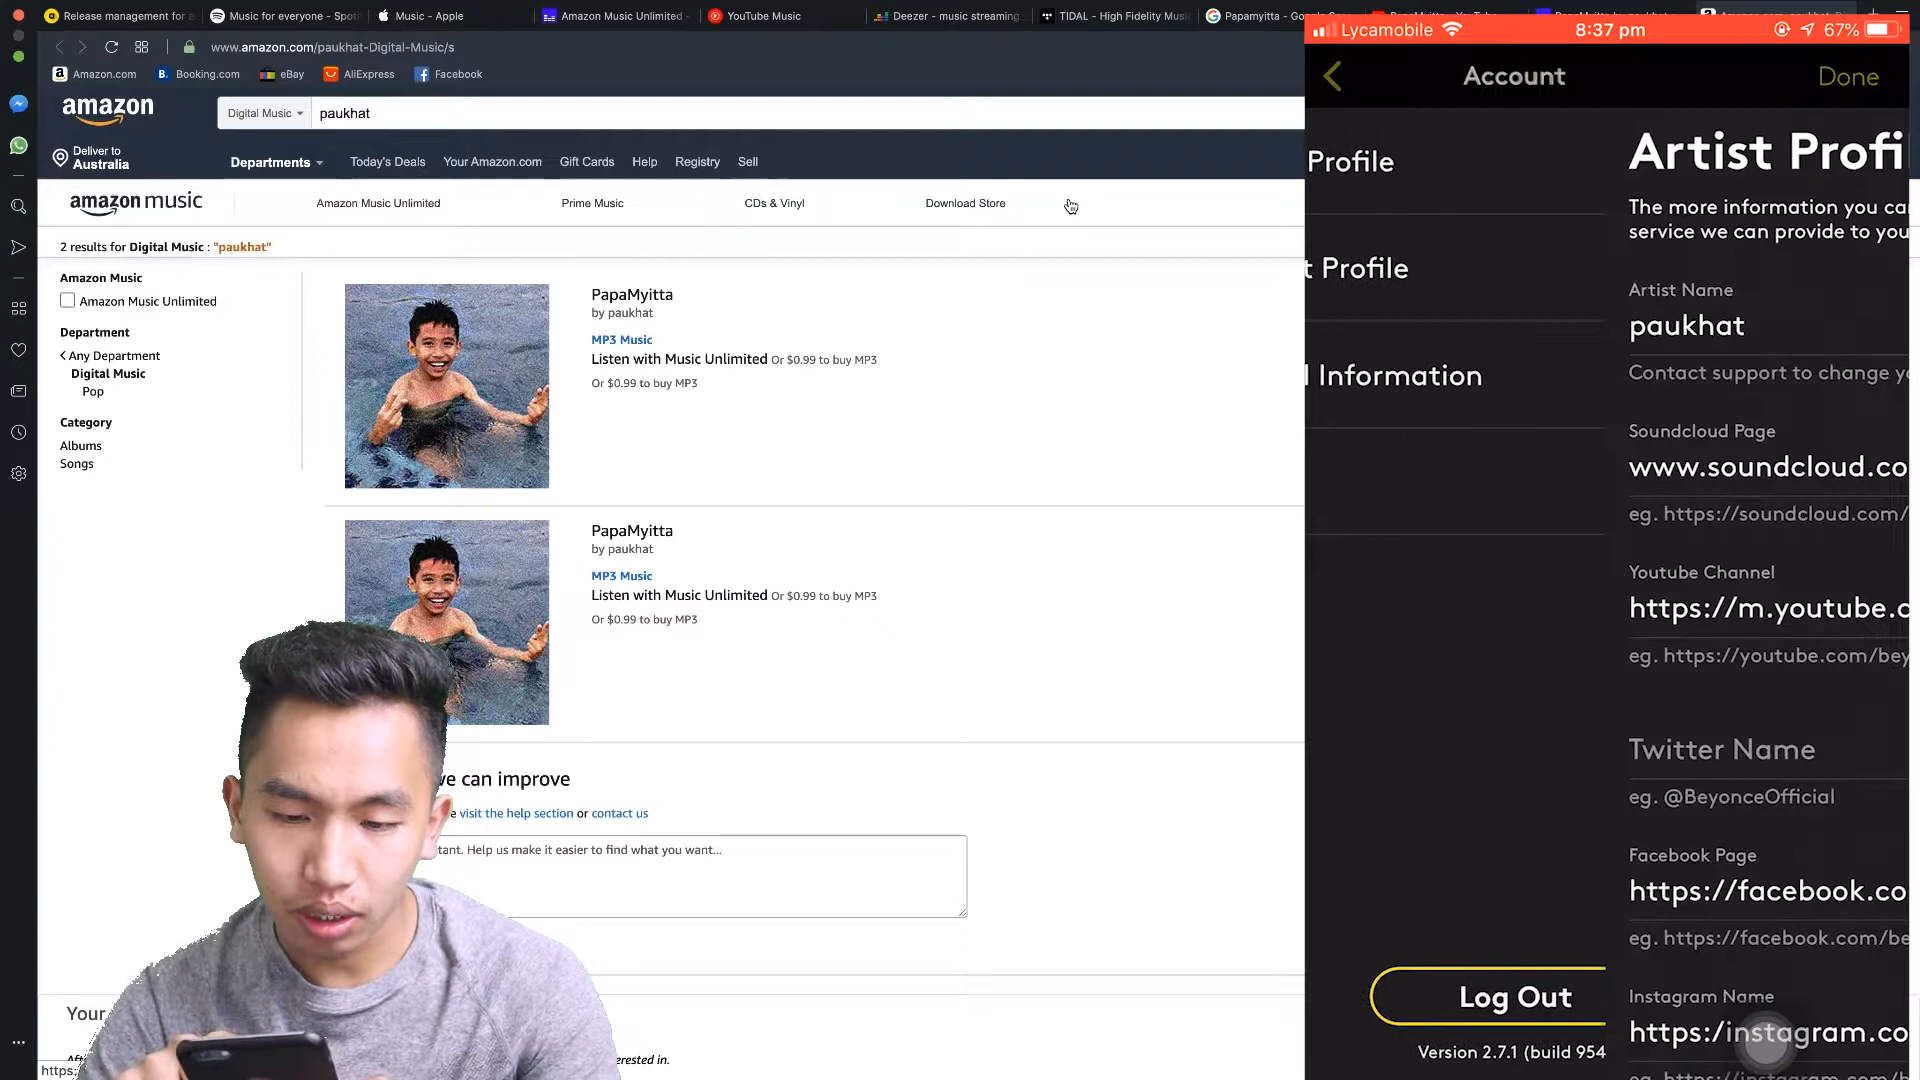 Release management for a
Music for everyone - Spoti
Music - Apple
Amazon Music Unlimited -
YouTube Music
Deezer - music streaming
TIDAL - High Fidelity Musi
Papamyitta - Google Se
www.amazon.com/paukhat-Digital-Music/s
Amazon.com
Booking.com
eBay
AliExpress
Facebook
amazon
Digital Music
paukhat
Deliver to
Australia
Departments
Today's Deals
Your Amazon.com
Gift Cards
Help
Registry
Sell
amazon music
Amazon Music Unlimited
Prime Music
CDs & Vinyl
Download Store
2 results for Digital Music : "paukhat"
Amazon Music
Amazon Music Unlimited
Department
Any Department
Digital Music
Pop
Category
Albums
Songs
PapaMyitta
by paukhat
MP3 Music
Listen with Music Unlimited Or $0.99 to buy MP3
Or $0.99 to buy MP3
PapaMyitta
by paukhat
MP3 Music
Listen with Music Unlimited Or $0.99 to buy MP3
Or $0.99 to buy MP3
we can improve
visit the help section or contact us
tant. Help us make it easier to find what you want...
Your
erested in.
https:
Lycamobile
8:37 pm
67%
Account
Done
Profile
t Profile
l Information
Log Out
Version 2.7.1 (build 954
Artist Profi
The more information you ca
service we can provide to you
Artist Name
paukhat
Contact support to change yo
Soundcloud Page
www.soundcloud.co
eg. https://soundcloud.com/
Youtube Channel
https://m.youtube.c
eg. https://youtube.com/bey
Twitter Name
eg. @BeyonceOfficial
Facebook Page
https://facebook.co
eg. https://facebook.com/be
Instagram Name
https:/instagram.co